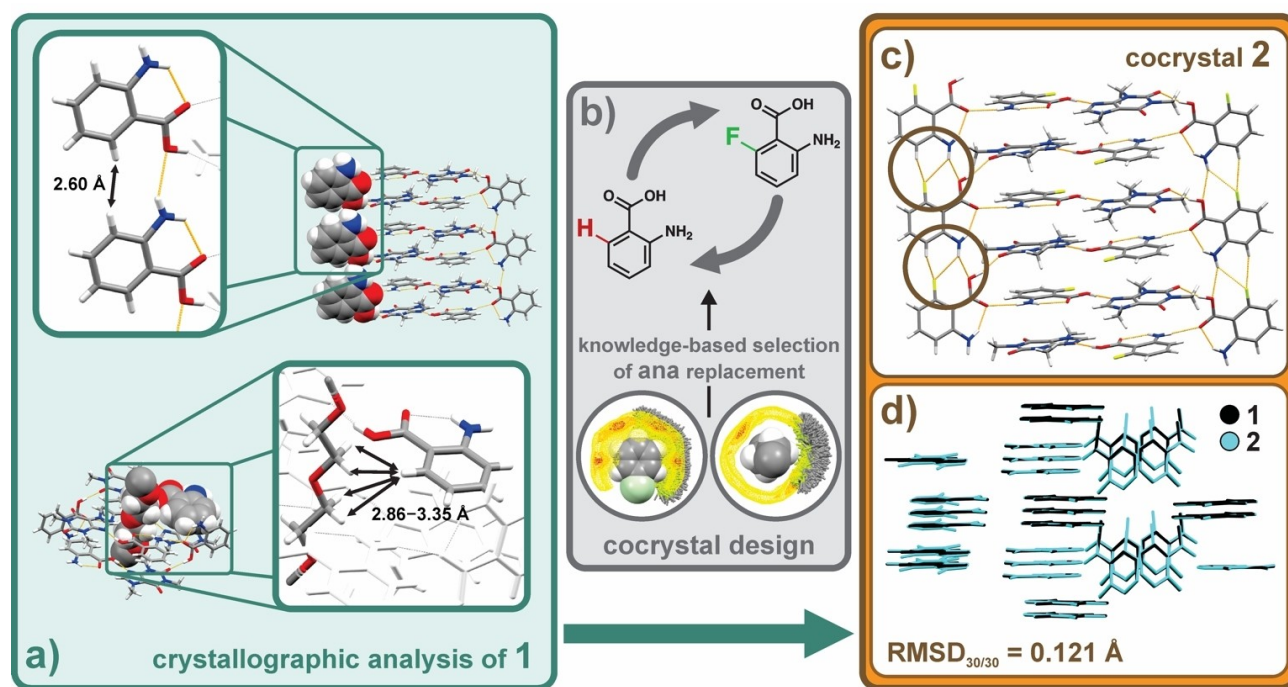 2.60 Å
2.86–3.35 Å
a)
crystallographic analysis of 1
b)
O
OH
F
NH₂
O
OH
H
NH₂
knowledge-based selection
of ana replacement
cocrystal design
c)
cocrystal 2
d)
1
2
RMSD₃₀/₃₀ = 0.121 Å